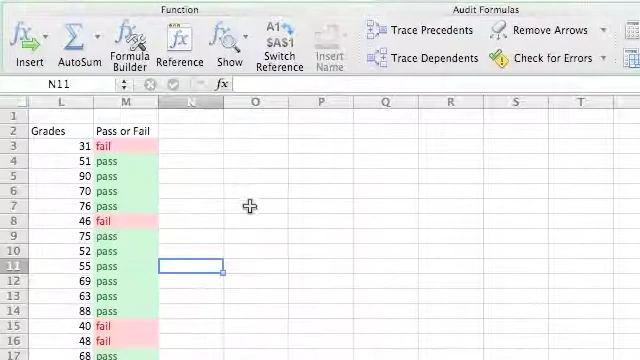 Function
Audit Formulas
fx
Insert
AutoSum
Formula Builder
Reference
Show
A1
$A$1
Switch Reference
Insert Name
Trace Precedents
Trace Dependents
Remove Arrows
Check for Errors
N11
fx
L M N O P Q R S T
1
2 Grades Pass or Fail
3 31 fail
4 51 pass
5 90 pass
6 70 pass
7 76 pass
8 46 fail
9 75 pass
10 52 pass
11 55 pass
12 69 pass
13 63 pass
14 88 pass
15 40 fail
16 48 fail
17 68 pass